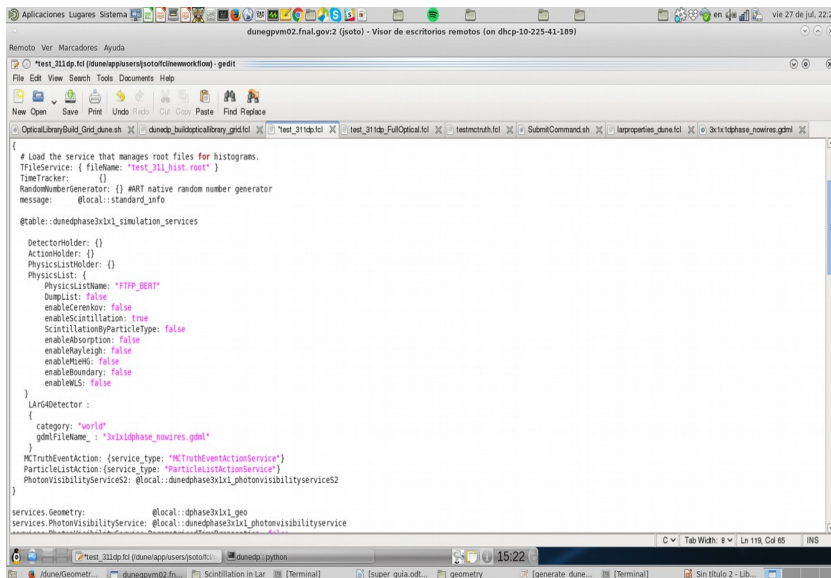 Aplicaciones Lugares Sistema
en
vie 27 de jul, 22:2
dunegpvm02.fnal.gov:2 (jsoto) - Visor de escritorios remotos (on dhcp-10-225-41-189)
Remoto Ver Marcadores Ayuda
*test_311dp.fcl (/dune/app/users/jsoto/fcl/newworkflow) - gedit
File Edit View Search Tools Documents Help
New Open Save Print Undo Redo Cut Copy Paste Find Replace
OpticalLibraryBuild_Grid_dune.sh dunedp_buildopticallibrary_grid.fcl *test_311dp.fcl test_311dp_FullOptical.fcl testmctruth.fcl SubmitCommand.sh larproperties_dune.fcl 3x1x1dphase_nowires.gdml
{
# Load the service that manages root files for histograms.
TFileService: { fileName: "test_311_hist.root" }
TimeTracker: {}
RandomNumberGenerator: {} #ART native random number generator
message: @local::standard_info
@table::dunedphase3x1x1_simulation_services
DetectorHolder: {}
ActionHolder: {}
PhysicsListHolder: {}
PhysicsList: {
PhysicsListName: "FTFP_BERT"
DumpList: false
enableCerenkov: false
enableScintillation: true
ScintillationByParticleType: false
enableAbsorption: false
enableRayleigh: false
enableMieHG: false
enableBoundary: false
enableWLS: false
}
LArG4Detector :
{
category: "world"
gdmlFileName_ : "3x1x1dphase_nowires.gdml"
}
MCTruthEventAction: {service_type: "MCTruthEventActionService"}
ParticleListAction:{service_type: "ParticleListActionService"}
PhotonVisibilityServiceS2: @local::dunedphase3x1x1_photonvisibilityserviceS2
}
services.Geometry: @local::dphase3x1x1_geo
services.PhotonVisibilityService: @local::dunedphase3x1x1_photonvisibilityservice
C Tab Width: 8 Ln 119, Col 65 INS
*test_311dp.fcl (/dune/app/users/jsoto/fcl/ dunedp : python 15:22
/dune/Geometr... dunegpvm02.fn... Scintillation in Lar [Terminal] [super_guia.odt... geometry [generate_dune... [Terminal] Sin título 2 - Lib...